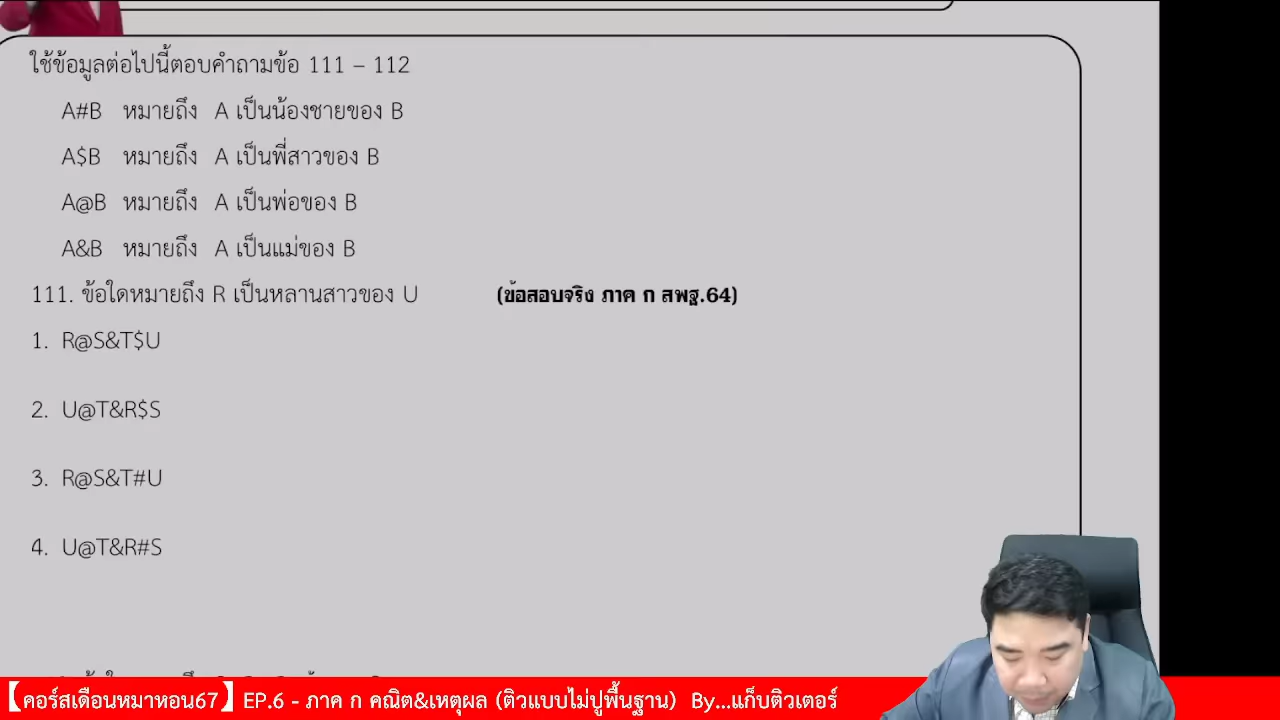 ใช้ข้อมูลต่อไปนี้ตอบคำถามข้อ 111 – 112
A#B หมายถึง A เป็นน้องชายของ B
A$B หมายถึง A เป็นพี่สาวของ B
A@B หมายถึง A เป็นพ่อของ B
A&B หมายถึง A เป็นแม่ของ B
111. ข้อใดหมายถึง R เป็นหลานสาวของ U (ข้อสอบจริง ภาค ก สพฐ.64)
1. R@S&T$U
2. U@T&R$S
3. R@S&T#U
4. U@T&R#S
【คอร์สเดือนหมาหอน67】EP.6 - ภาค ก คณิต&เหตุผล (ติวแบบไม่ปูพื้นฐาน) By...แก็บติวเตอร์